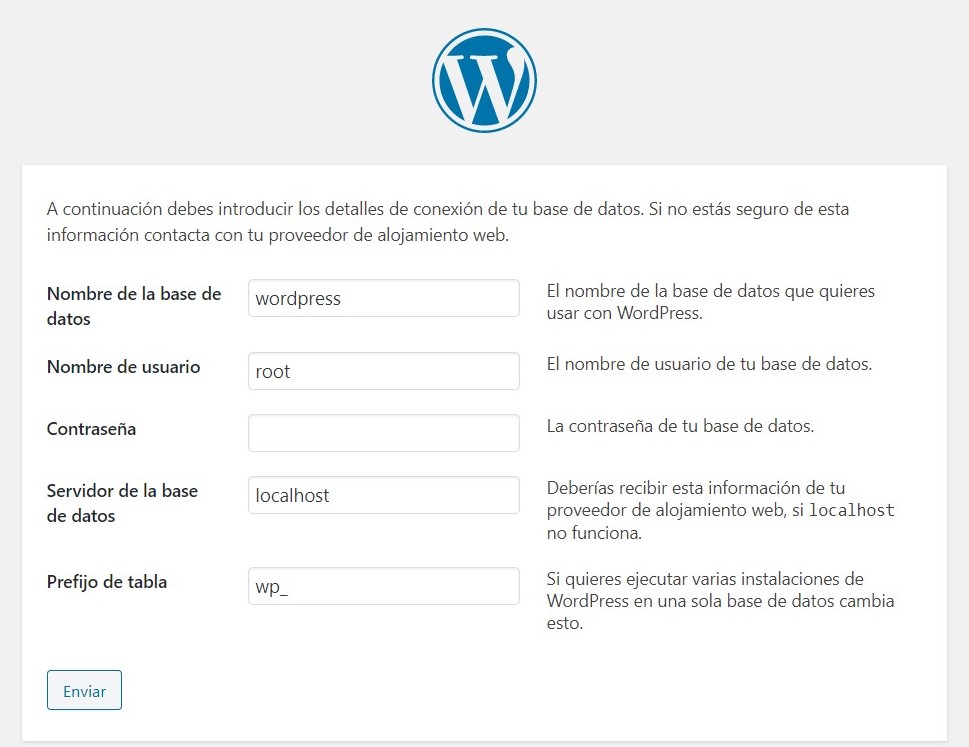 A continuación debes introducir los detalles de conexión de tu base de datos. Si no estás seguro de esta
información contacta con tu proveedor de alojamiento web.
Nombre de la base de
datos
wordpress
El nombre de la base de datos que quieres
usar con WordPress.
Nombre de usuario
root
El nombre de usuario de tu base de datos.
Contraseña
La contraseña de tu base de datos.
Servidor de la base
de datos
localhost
Deberías recibir esta información de tu
proveedor de alojamiento web, si localhost
no funciona.
Prefijo de tabla
wp_
Si quieres ejecutar varias instalaciones de
WordPress en una sola base de datos cambia
esto.
Enviar